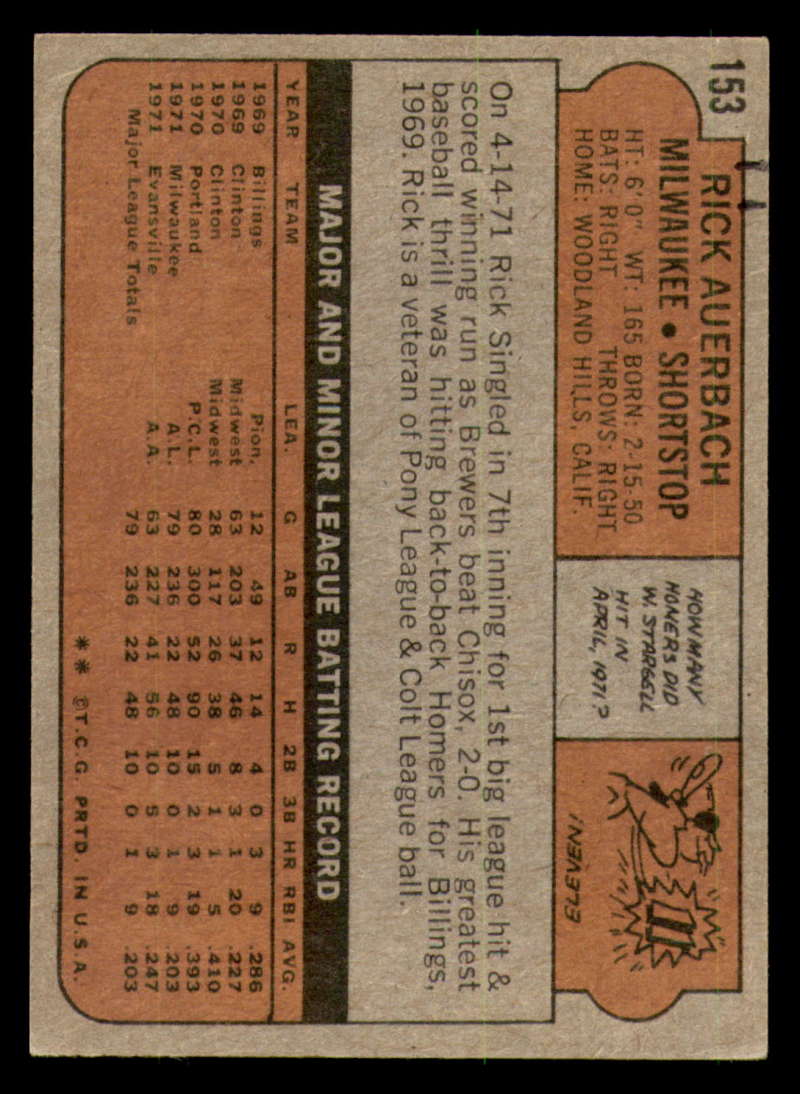 153
RICK AUERBACH
MILWAUKEE • SHORTSTOP
HT: 6'0" WT: 165 BORN: 2-15-50
BATS: RIGHT THROWS: RIGHT
HOME: WOODLAND HILLS, CALIF.
HOW MANY
HOMERS DID
W. STARGELL
HIT IN
APRIL, 1971?
11
ELEVEN!
On 4-14-71 Rick Singled in 7th inning for 1st big league hit &
scored winning run as Brewers beat Chisox, 2-0. His greatest
baseball thrill was hitting back-to-back Homers for Billings,
1969. Rick is a veteran of Pony League & Colt League ball.
MAJOR AND MINOR LEAGUE BATTING RECORD
YEAR TEAM LEA. G AB R H 2B 3B HR RBI AVG.
1969 Billings Pion. 12 49 12 14 4 0 3 9 .286
1969 Clinton Midwest 63 203 37 46 8 3 1 20 .227
1970 Clinton Midwest 28 117 26 38 5 1 1 5 .410
1970 Portland P.C.L. 80 300 52 90 15 2 3 19 .393
1971 Milwaukee A.L. 79 236 22 48 10 0 1 9 .203
1971 Evansville A.A. 63 227 41 56 10 5 3 18 .247
Major League Totals 79 236 22 48 10 0 1 9 .203
** ©T.C.G. PRTD. IN U.S.A.